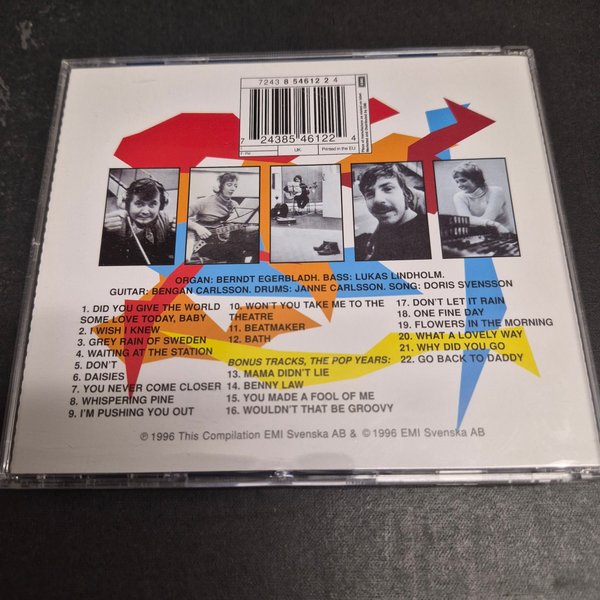 7243 8 54612 2 4
7 24385 46122 4
UK
Printed in the EU
ORGAN: BERNDT EGERBLADH. BASS: LUKAS LINDHOLM.
GUITAR: BENGAN CARLSSON. DRUMS: JANNE CARLSSON. SONG: DORIS SVENSSON
1. DID YOU GIVE THE WORLD
SOME LOVE TODAY, BABY
2. I WISH I KNEW
3. GREY RAIN OF SWEDEN
4. WAITING AT THE STATION
5. DON'T
6. DAISIES
7. YOU NEVER COME CLOSER
8. WHISPERING PINE
9. I'M PUSHING YOU OUT
10. WON'T YOU TAKE ME TO THE
THEATRE
11. BEATMAKER
12. BATH
BONUS TRACKS, THE POP YEARS:
13. MAMA DIDN'T LIE
14. BENNY LAW
15. YOU MADE A FOOL OF ME
16. WOULDN'T THAT BE GROOVY
17. DON'T LET IT RAIN
18. ONE FINE DAY
19. FLOWERS IN THE MORNING
20. WHAT A LOVELY WAY
21. WHY DID YOU GO
22. GO BACK TO DADDY
℗ 1996 This Compilation EMI Svenska AB & © 1996 EMI Svenska AB